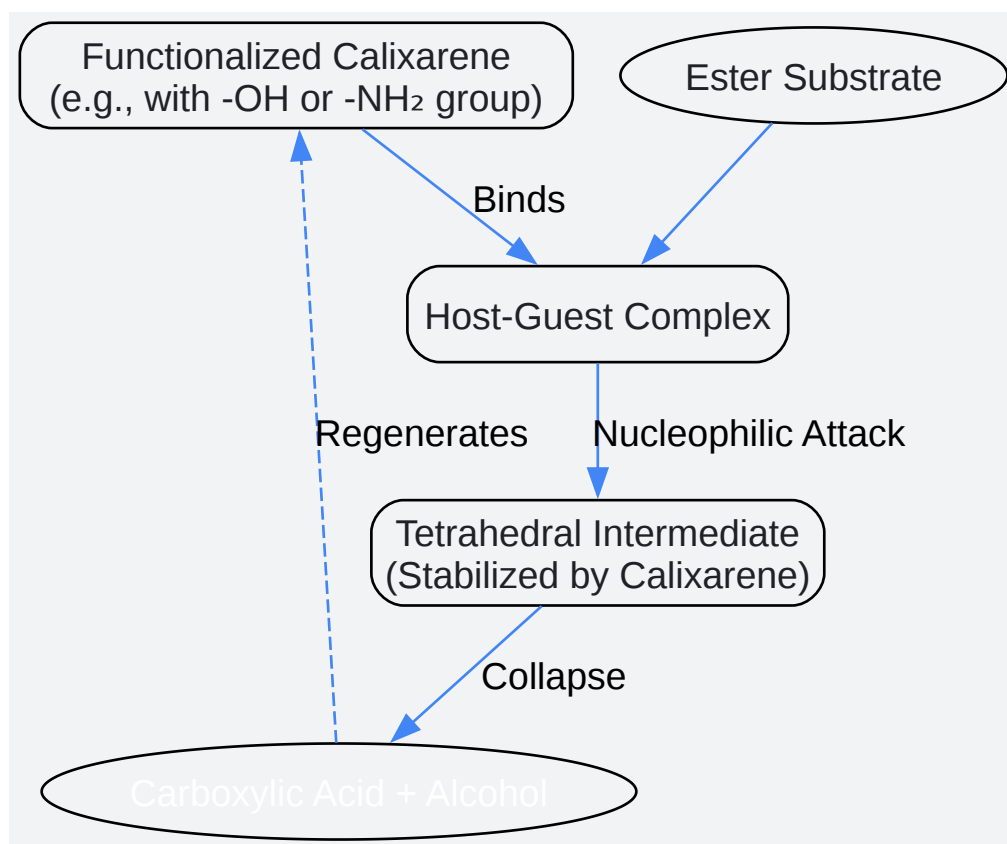 Functionalized Calixarene
(e.g., with -OH or -NH₂ group)
Ester Substrate
Binds
Host-Guest Complex
Regenerates
Nucleophilic Attack
Tetrahedral Intermediate
(Stabilized by Calixarene)
Collapse
Carboxylic Acid + Alcohol